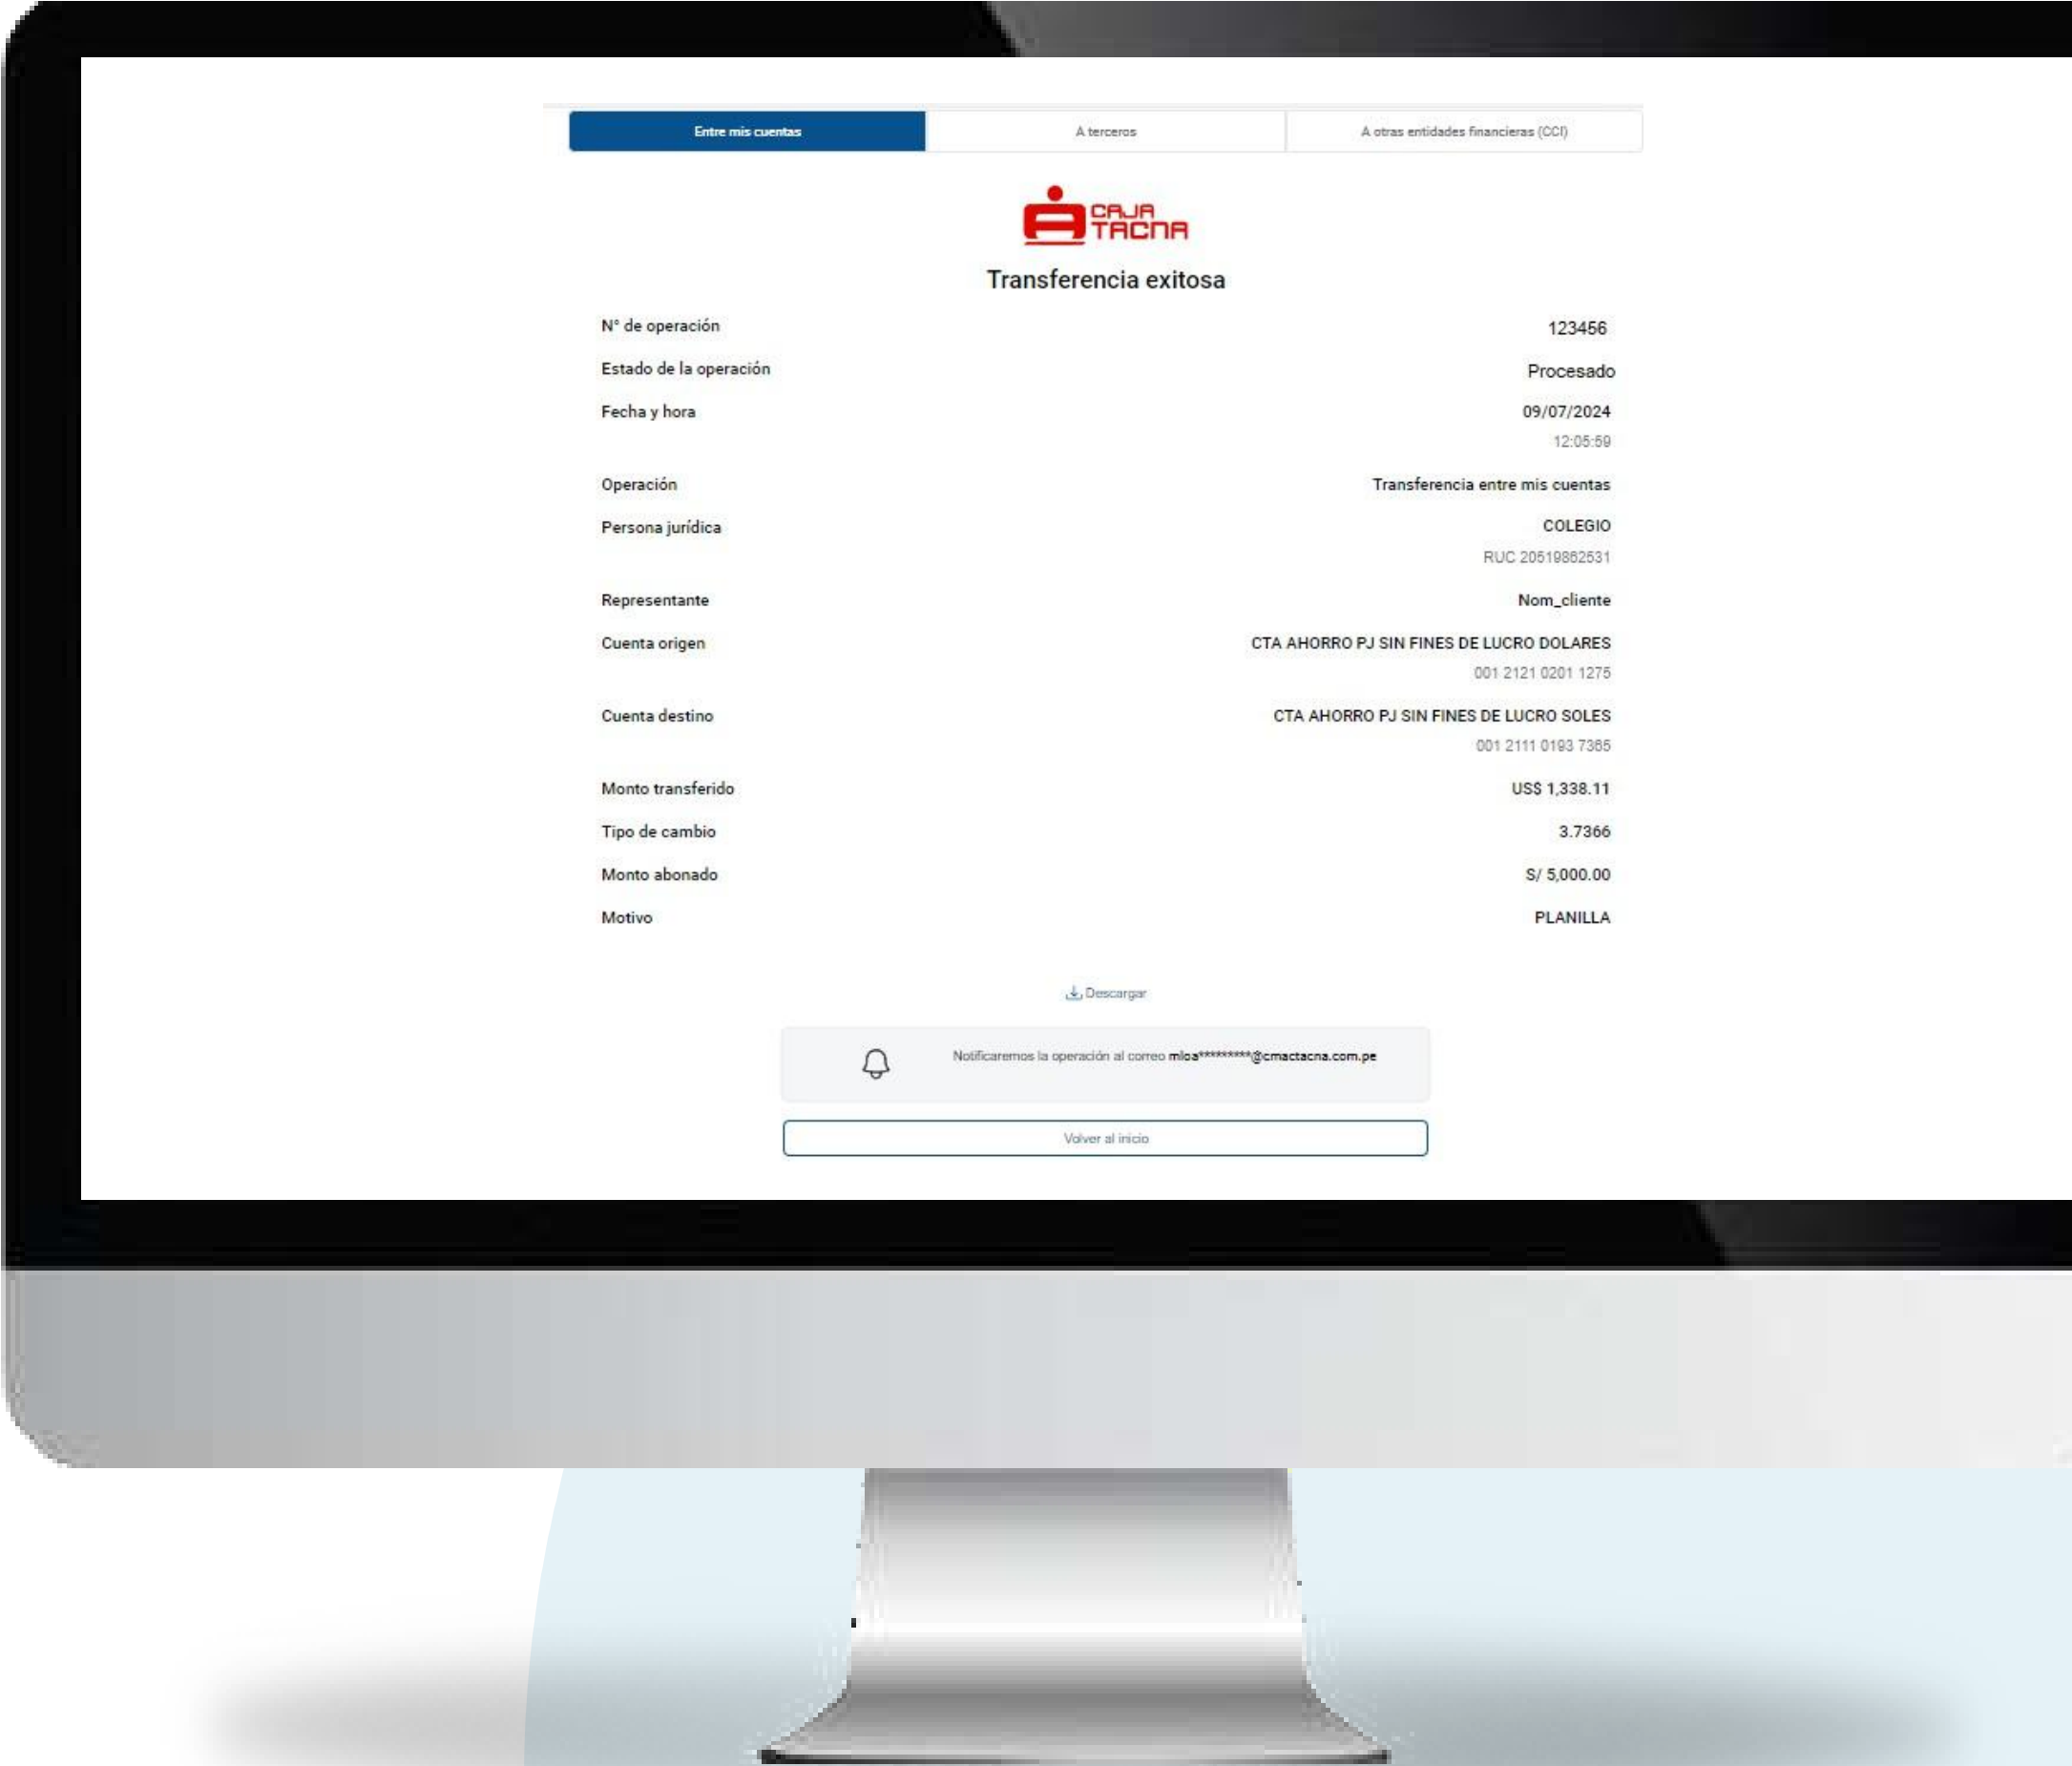 Entre mis cuentas A terceros A otras entidades financieras (CCI)
CAJA
TACNA
Transferencia exitosa
N° de operación 123456
Estado de la operación Procesado
Fecha y hora 09/07/2024
12:05:59
Operación Transferencia entre mis cuentas
Persona jurídica COLEGIO
RUC 20519862531
Representante Nom_cliente
Cuenta origen CTA AHORRO PJ SIN FINES DE LUCRO DOLARES
001 2121 0201 1275
Cuenta destino CTA AHORRO PJ SIN FINES DE LUCRO SOLES
001 2111 0193 7365
Monto transferido US$ 1,338.11
Tipo de cambio 3.7366
Monto abonado S/ 5,000.00
Motivo PLANILLA
Descargar
Notificaremos la operación al correo mloa*********@cmactacna.com.pe
Volver al inicio